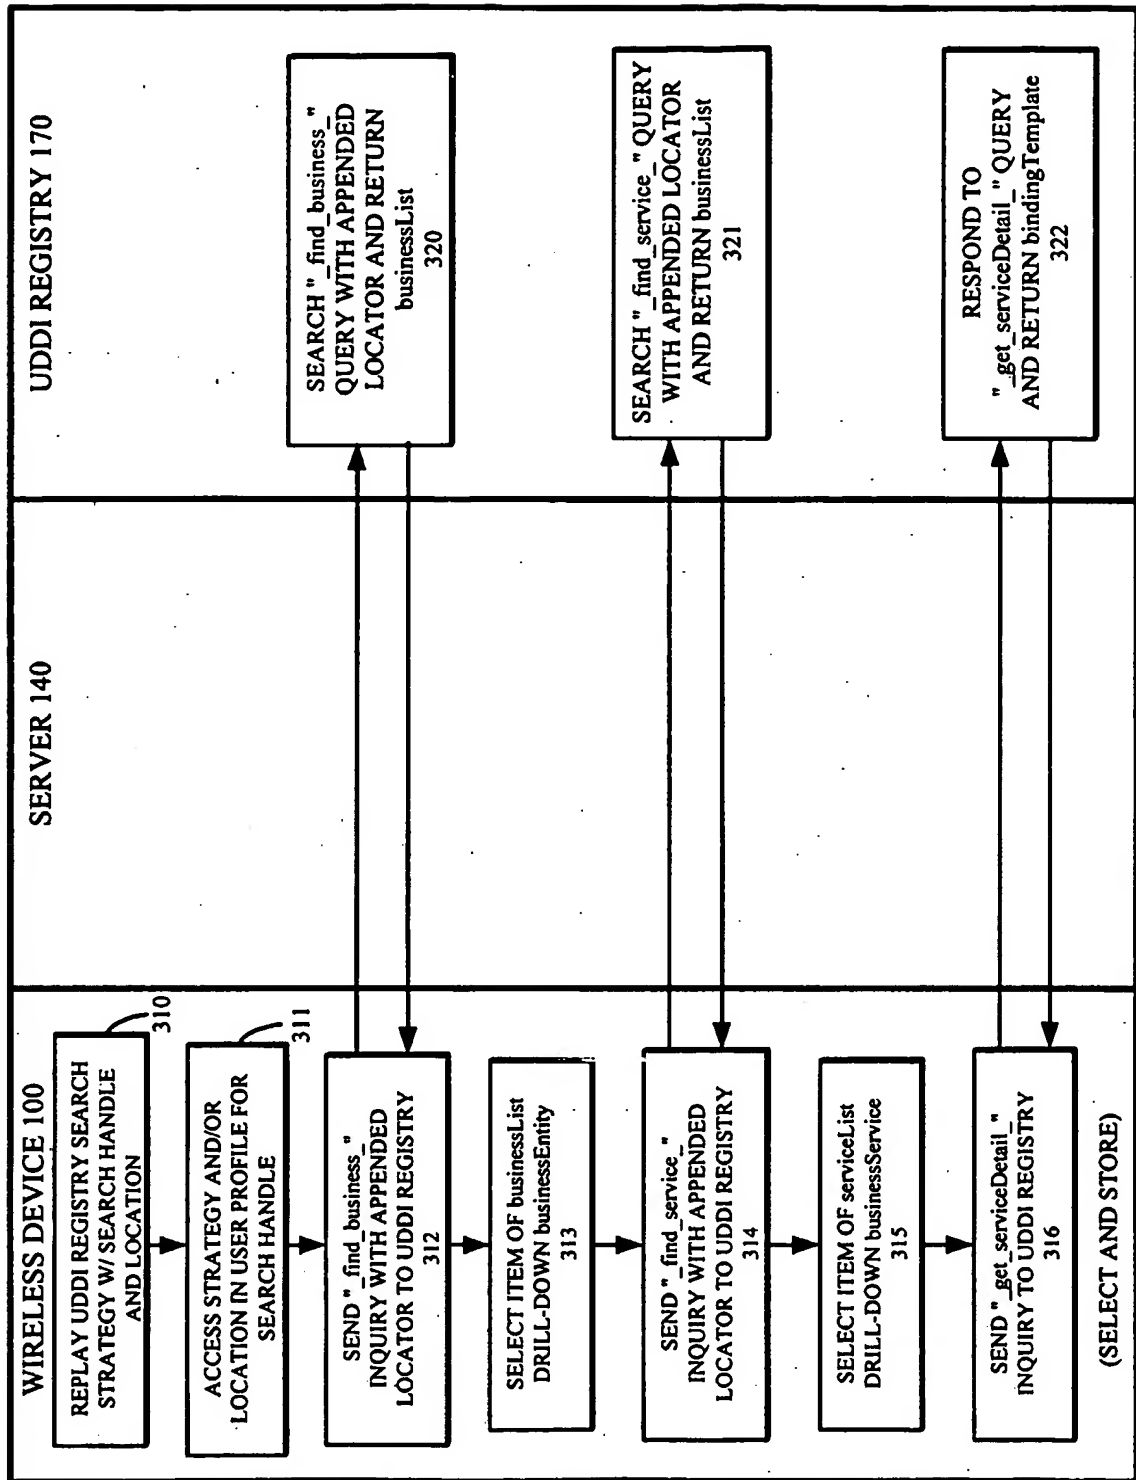 WIRELESS DEVICE 100
REPLAY UDDI REGISTRY SEARCH
STRATEGY W/ SEARCH HANDLE
AND LOCATION
310
ACCESS STRATEGY AND/OR
LOCATION IN USER PROFILE FOR
SEARCH HANDLE
311
SEND "_find_business_"
INQUIRY WITH APPENDED
LOCATOR TO UDDI REGISTRY
312
SELECT ITEM OF businessList
DRILL-DOWN businessEntity
313
SEND "_find_service_"
INQUIRY WITH APPENDED
LOCATOR TO UDDI REGISTRY
314
SELECT ITEM OF serviceList
DRILL-DOWN businessService
315
SEND "_get_serviceDetail_"
INQUIRY TO UDDI REGISTRY
316
(SELECT AND STORE)
SERVER 140
UDDI REGISTRY 170
SEARCH "_find_business_"
QUERY WITH APPENDED
LOCATOR AND RETURN
businessList
320
SEARCH "_find_service_" QUERY
WITH APPENDED LOCATOR
AND RETURN businessList
321
RESPOND TO
"_get_serviceDetail_" QUERY
AND RETURN bindingTemplate
322